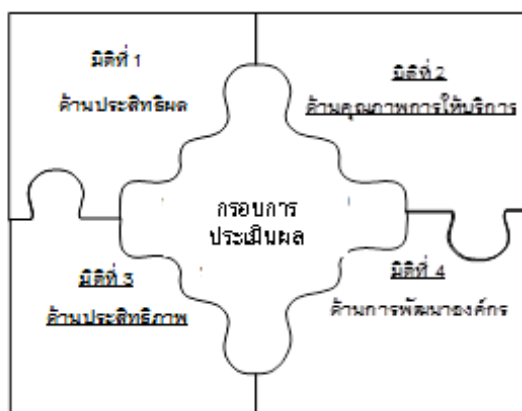 มิติที่ 1
ด้านประสิทธิผล
มิติที่ 2
ด้านคุณภาพการให้บริการ
กรอบการ
ประเมินผล
มิติที่ 3
ด้านประสิทธิภาพ
มิติที่ 4
ด้านการพัฒนาองค์กร